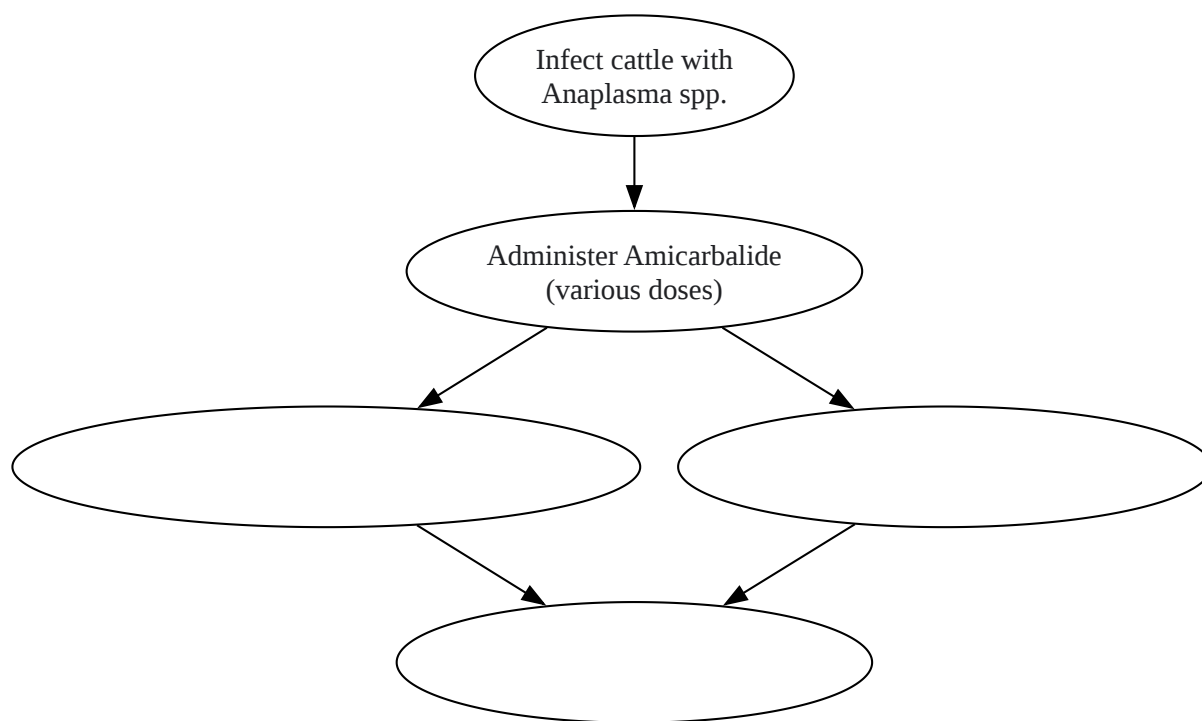 Infect cattle with
Anaplasma spp.
Administer Amicarbalide
(various doses)